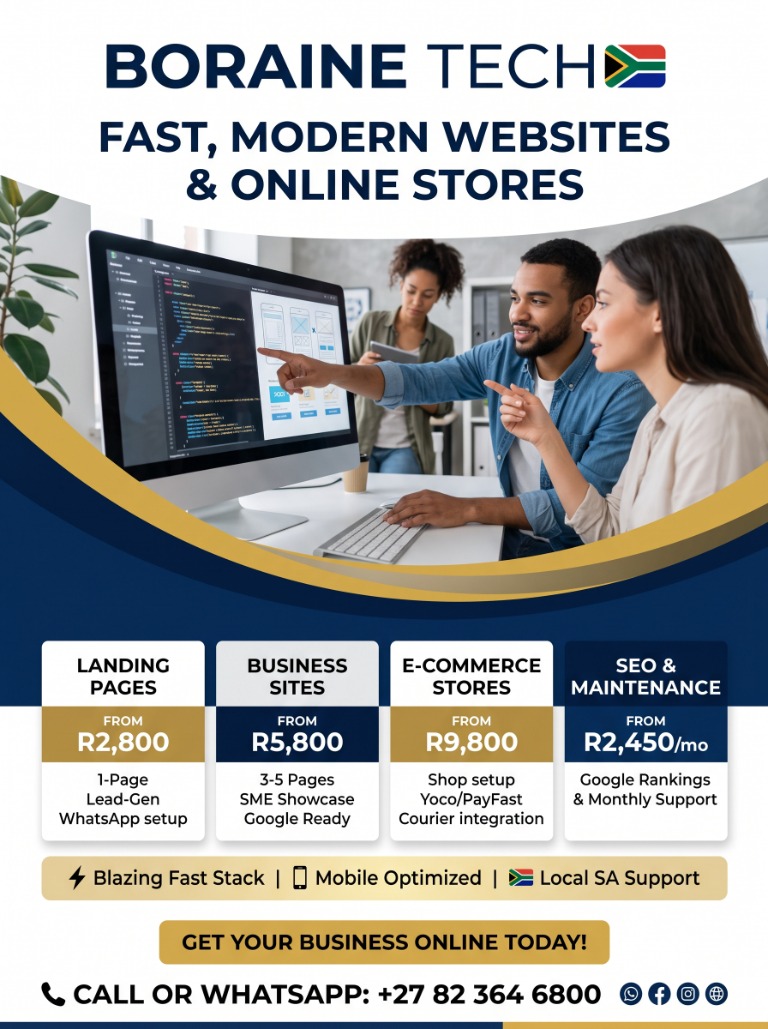 BORAINE TECH
FAST, MODERN WEBSITES
& ONLINE STORES
LANDING
PAGES
FROM
R2,800
1-Page
Lead-Gen
WhatsApp setup
BUSINESS
SITES
FROM
R5,800
3-5 Pages
SME Showcase
Google Ready
E-COMMERCE
STORES
FROM
R9,800
Shop setup
Yoco/PayFast
Courier integration
SEO &
MAINTENANCE
FROM
R2,450/mo
Google Rankings
& Monthly Support
Blazing Fast Stack | Mobile Optimized | Local SA Support
GET YOUR BUSINESS ONLINE TODAY!
CALL OR WHATSAPP: +27 82 364 6800